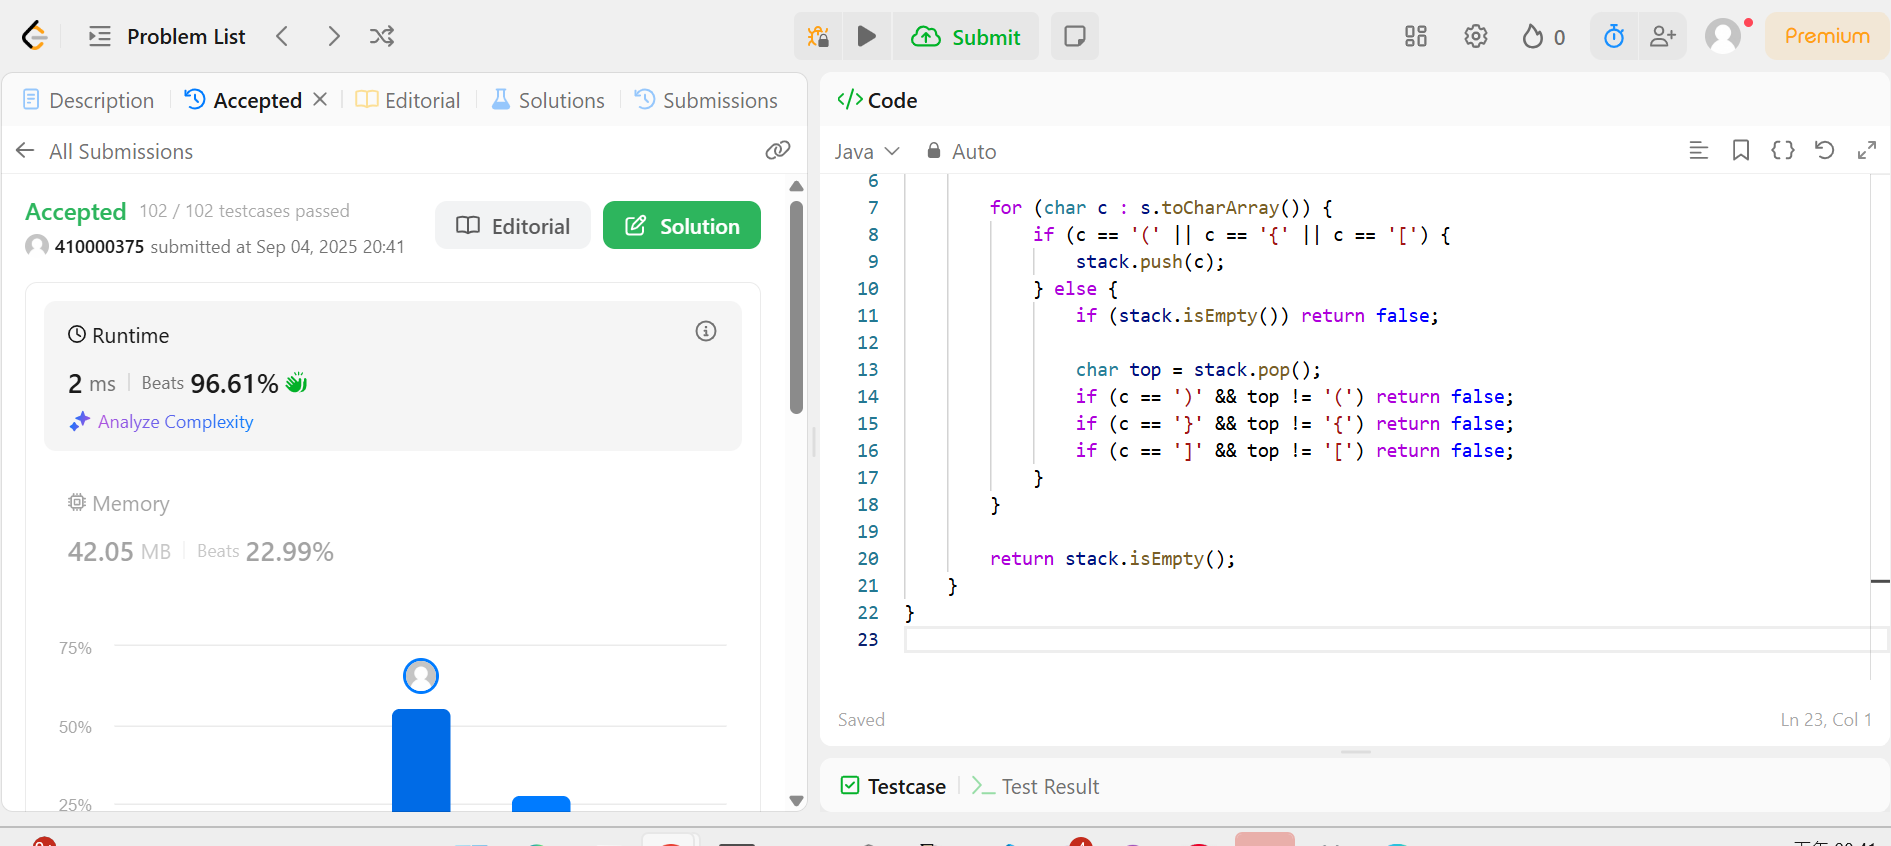 Problem List
Submit
0
Premium
Description
Accepted
Editorial
Solutions
Submissions
All Submissions
Accepted 102 / 102 testcases passed
410000375 submitted at Sep 04, 2025 20:41
Editorial
Solution
Runtime
2 ms Beats 96.61%
Analyze Complexity
Memory
42.05 MB Beats 22.99%
75%
50%
25%
</> Code
Java
Auto
6
7 for (char c : s.toCharArray()) {
8 if (c == '(' || c == '{' || c == '[') {
9 stack.push(c);
10 } else {
11 if (stack.isEmpty()) return false;
12
13 char top = stack.pop();
14 if (c == ')' && top != '(') return false;
15 if (c == '}' && top != '{') return false;
16 if (c == ']' && top != '[') return false;
17 }
18 }
19
20 return stack.isEmpty();
21 }
22 }
23
Saved
Ln 23, Col 1
Testcase
Test Result